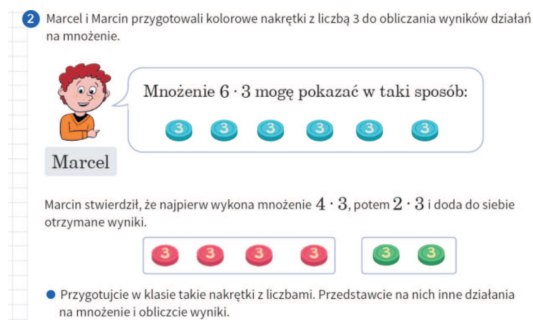 2 Marcel i Marcin przygotowali kolorowe nakrętki z liczbą 3 do obliczania wyników działań
na mnożenie.
Mnożenie 6 · 3 mogę pokazać w taki sposób:
3 3 3 3 3 3
Marcel
Marcin stwierdził, że najpierw wykona mnożenie 4 · 3, potem 2 · 3 i doda do siebie
otrzymane wyniki.
3 3 3 3 3 3
● Przygotujcie w klasie takie nakrętki z liczbami. Przedstawcie na nich inne działania
na mnożenie i obliczcie wyniki.